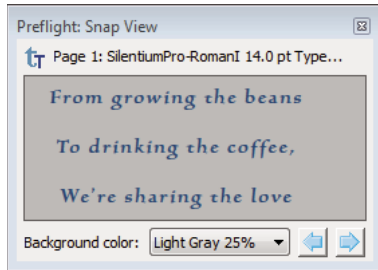 Preflight: Snap View
Page 1: SilentiumPro-RomanI 14.0 pt Type...
From growing the beans
To drinking the coffee,
We're sharing the love
Background color: Light Gray 25%